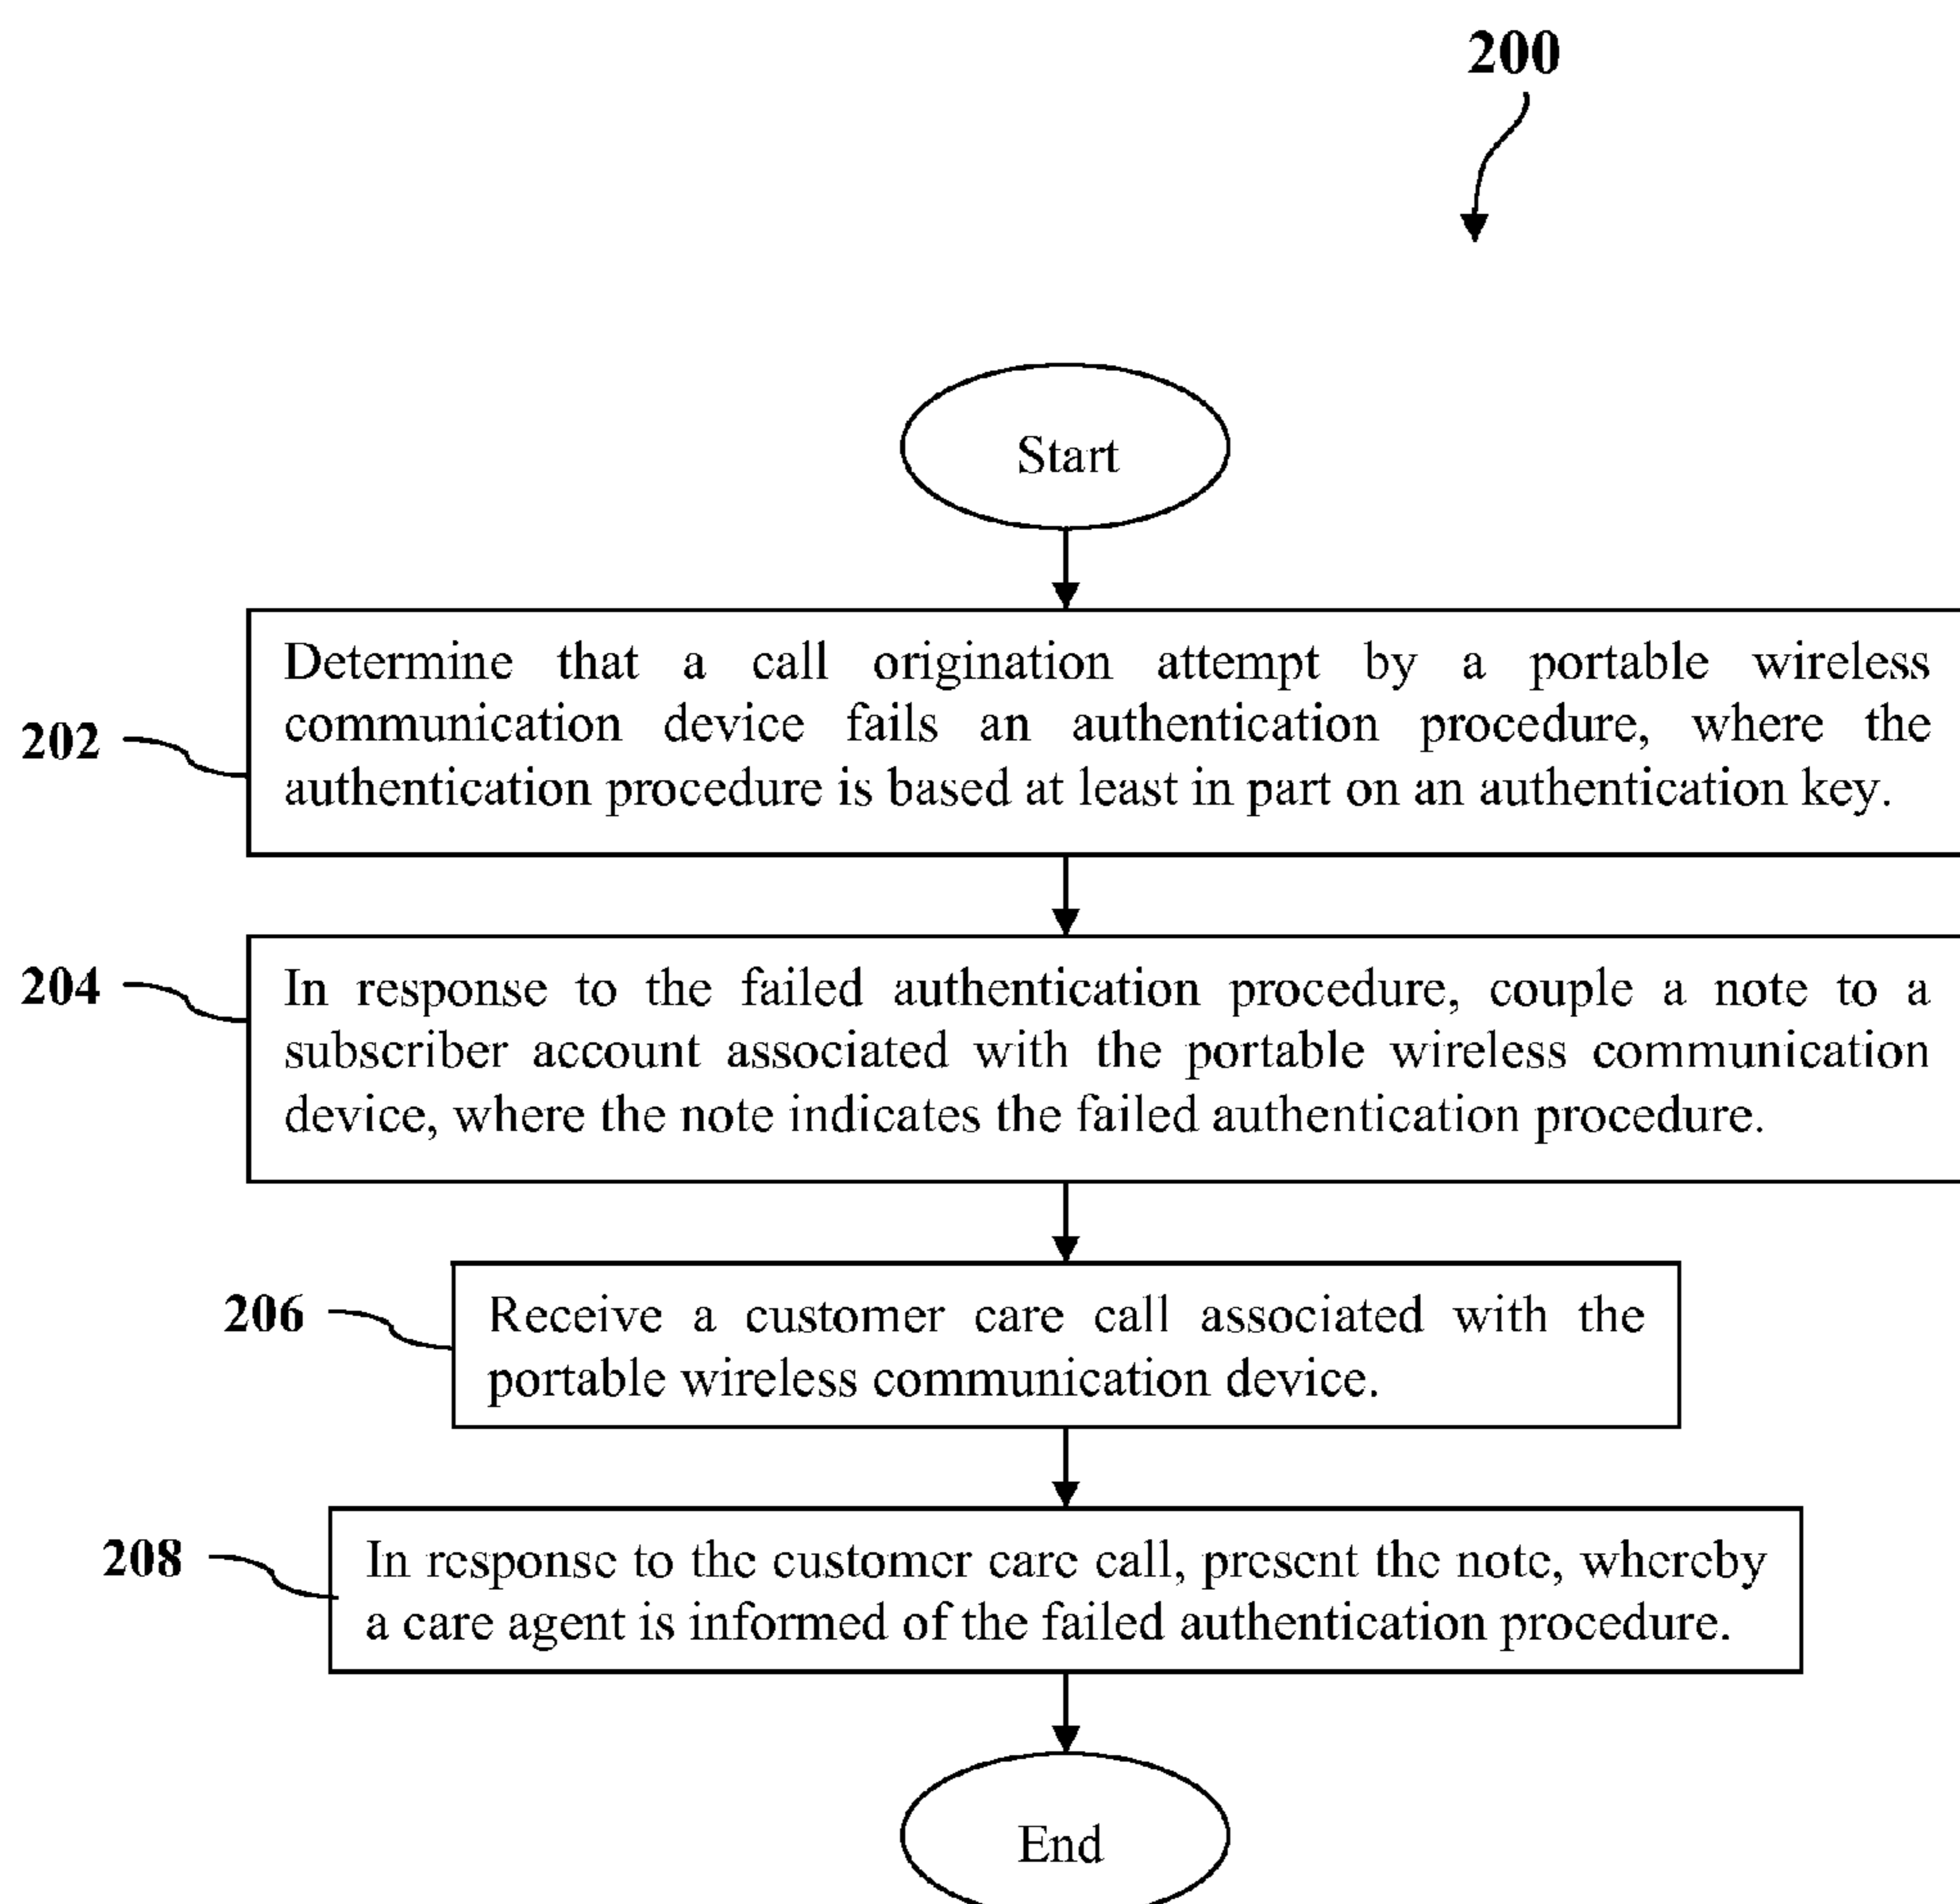 200
Start
Determine that a call origination attempt by a portable wireless
communication device fails an authentication procedure, where the
202
authentication procedure is based at least in part on an authentication key.
204
In response to the failed authentication procedure, couple a note to a
subscriber account associated with the portable wireless communication
device, where the note indicates the failed authentication procedure.
206
Receive a customer care call associated with the
portable wireless communication device.
208
In response to the customer care call, present the note, whereby
a care agent is informed of the failed authentication procedure.
End